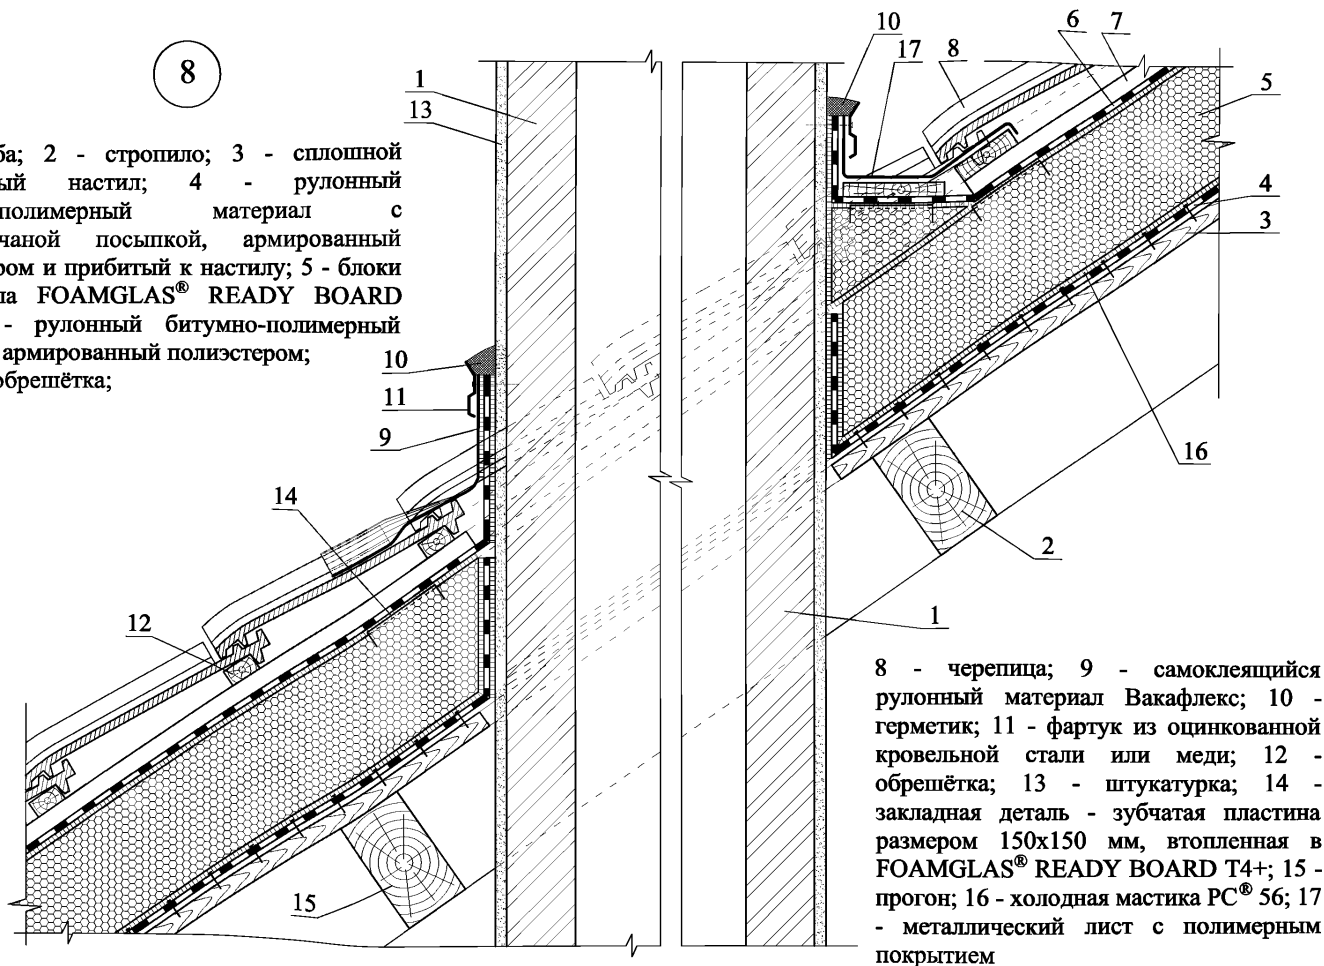 8
ба; 2 - стропило; 3 - сплошной
ый настил; 4 - рулонный
полимерный материал с
чаной посыпкой, армированный
ром и прибитый к настилу; 5 - блоки
ла FOAMGLAS® READY BOARD
- рулонный битумно-полимерный
армированный полиэстером;
обрешётка;
1
13
10
11
9
14
12
15
10
17
8
6
7
5
4
3
16
2
1
8 - черепица; 9 - самоклеящийся
рулонный материал Вакафлекс; 10 -
герметик; 11 - фартук из оцинкованной
кровельной стали или меди; 12 -
обрешётка; 13 - штукатурка; 14 -
закладная деталь - зубчатая пластина
размером 150х150 мм, втопленная в
FOAMGLAS® READY BOARD T4+; 15 -
прогон; 16 - холодная мастика PC® 56; 17
- металлический лист с полимерным
покрытием